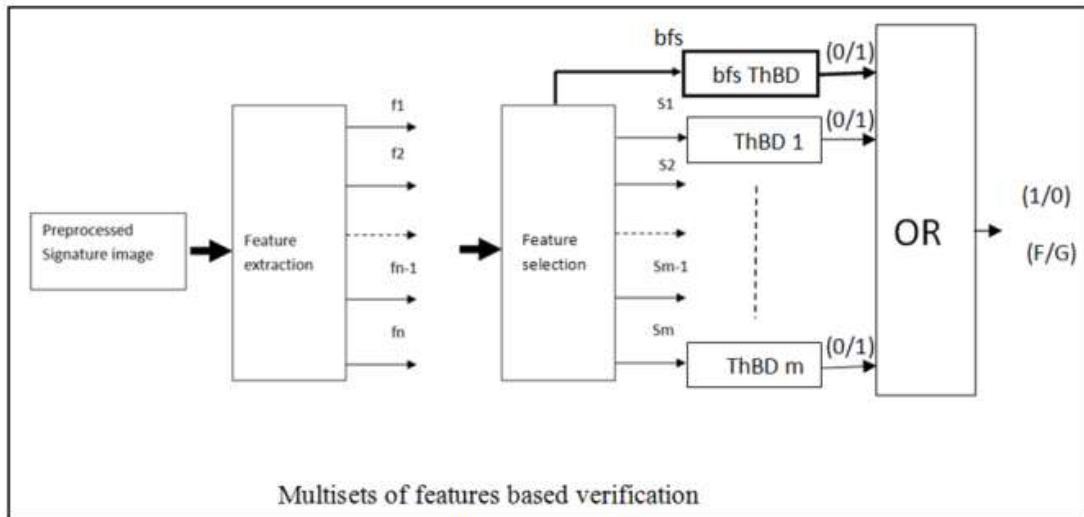 bfs
(0/1)
bfs ThBD
f1
S1
(0/1)
ThBD 1
f2
S2
(1/0)
Preprocessed
Signature image
Feature
extraction
Feature
selection
OR
(F/G)
fn-1
Sm-1
fn
Sm
(0/1)
ThBD m
Multisets of features based verification